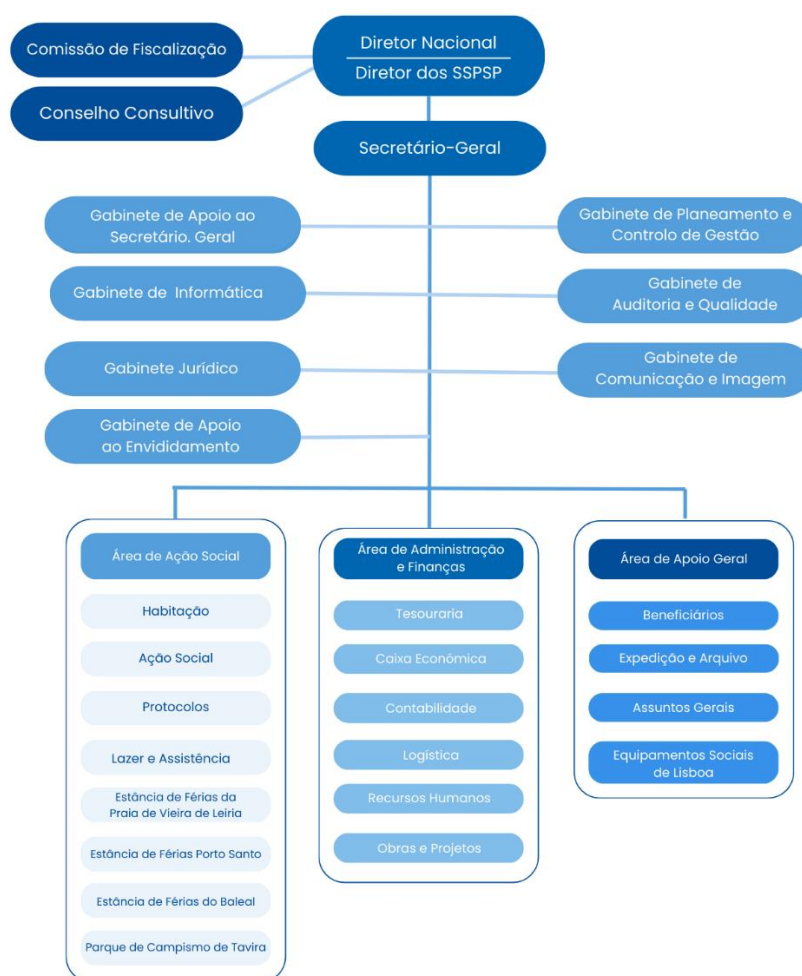 Comissão de Fiscalização
Conselho Consultivo
Diretor Nacional
Diretor dos SSPSP
Secretário-Geral
Gabinete de Apoio ao
Secretário. Geral
Gabinete de Planeamento e
Controlo de Gestão
Gabinete de Informática
Gabinete de
Auditoria e Qualidade
Gabinete Jurídico
Gabinete de
Comunicação e Imagem
Gabinete de Apoio
ao Envididamento
Área de Ação Social
Habitação
Ação Social
Protocolos
Lazer e Assistência
Estância de Férias da
Praia de Vieira de Leiria
Estância de Férias Porto Santo
Estância de Férias do Baleal
Parque de Campismo de Tavira
Área de Administração
e Finanças
Tesouraria
Caixa Económica
Contabilidade
Logística
Recursos Humanos
Obras e Projetos
Área de Apoio Geral
Beneficiários
Expedição e Arquivo
Assuntos Gerais
Equipamentos Sociais
de Lisboa